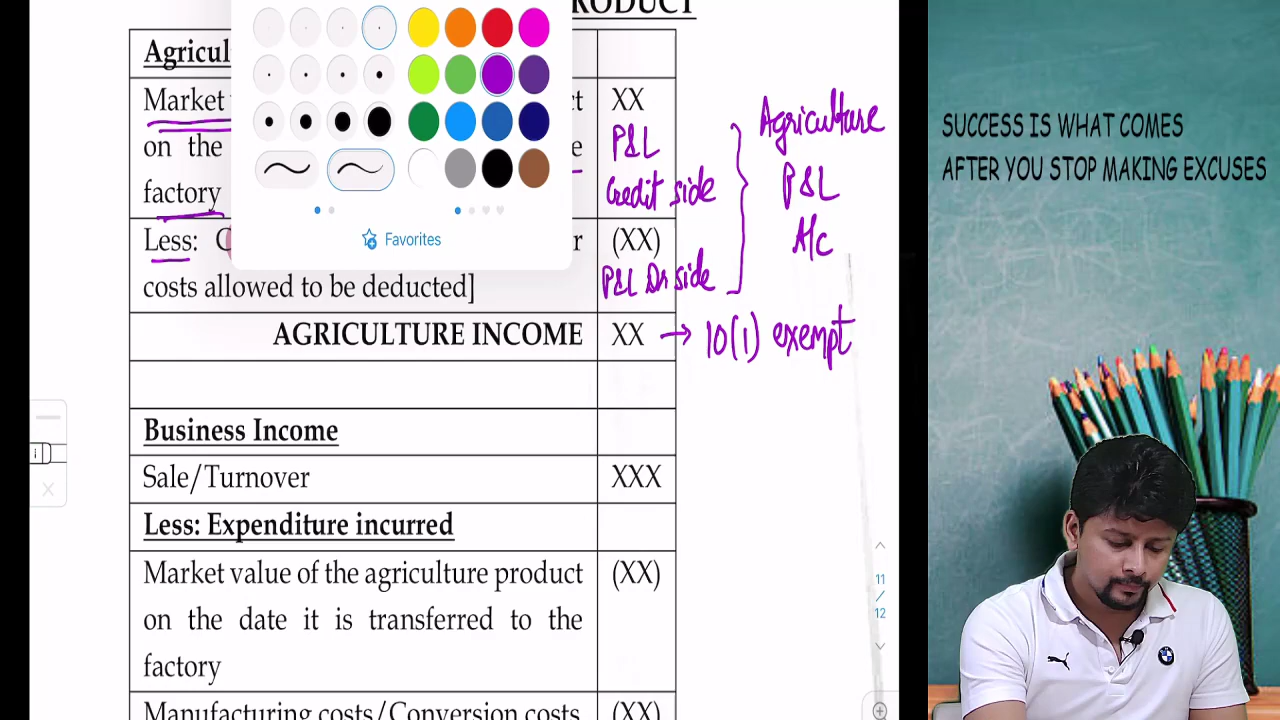 PRODUCT
Agricul
Market XX
on the
factory
P&L
Credit side
Agriculture
P&L
A/c
Less: (XX)
costs allowed to be deducted]
P&L Dr side
AGRICULTURE INCOME XX → 10(1) exempt
Business Income
Sale/Turnover XXX
Less: Expenditure incurred
Market value of the agriculture product (XX)
on the date it is transferred to the
factory
Manufacturing costs/Conversion costs (XX)
Favorites
11
/
12
SUCCESS IS WHAT COMES
AFTER YOU STOP MAKING EXCUSES